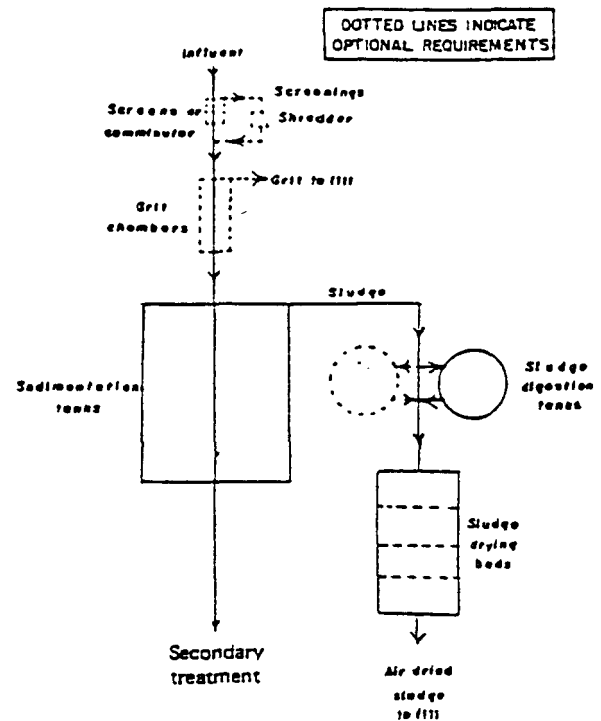 DOTTED LINES INDICATE
OPTIONAL REQUIREMENTS
Influent
Screenings
Screens or
comminutor
Shredder
Grit to fill
Grit
chambers
Sludge
Sedimentation
tanks
Sludge
digestion
tanks
Sludge
drying
beds
Secondary
treatment
Air dried
sludge
to fill